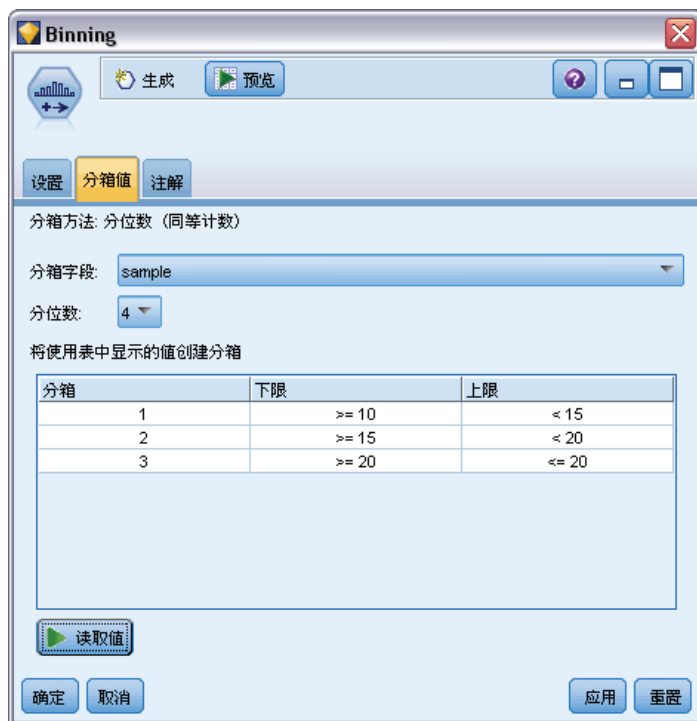 Binning
生成 预览
设置 分箱值 注解
分箱方法: 分位数 (同等计数)
分箱字段: sample
分位数: 4
将使用表中显示的值创建分箱
分箱 下限 上限
1 >= 10 < 15
2 >= 15 < 20
3 >= 20 <= 20
读取值
确定 取消 应用 重置